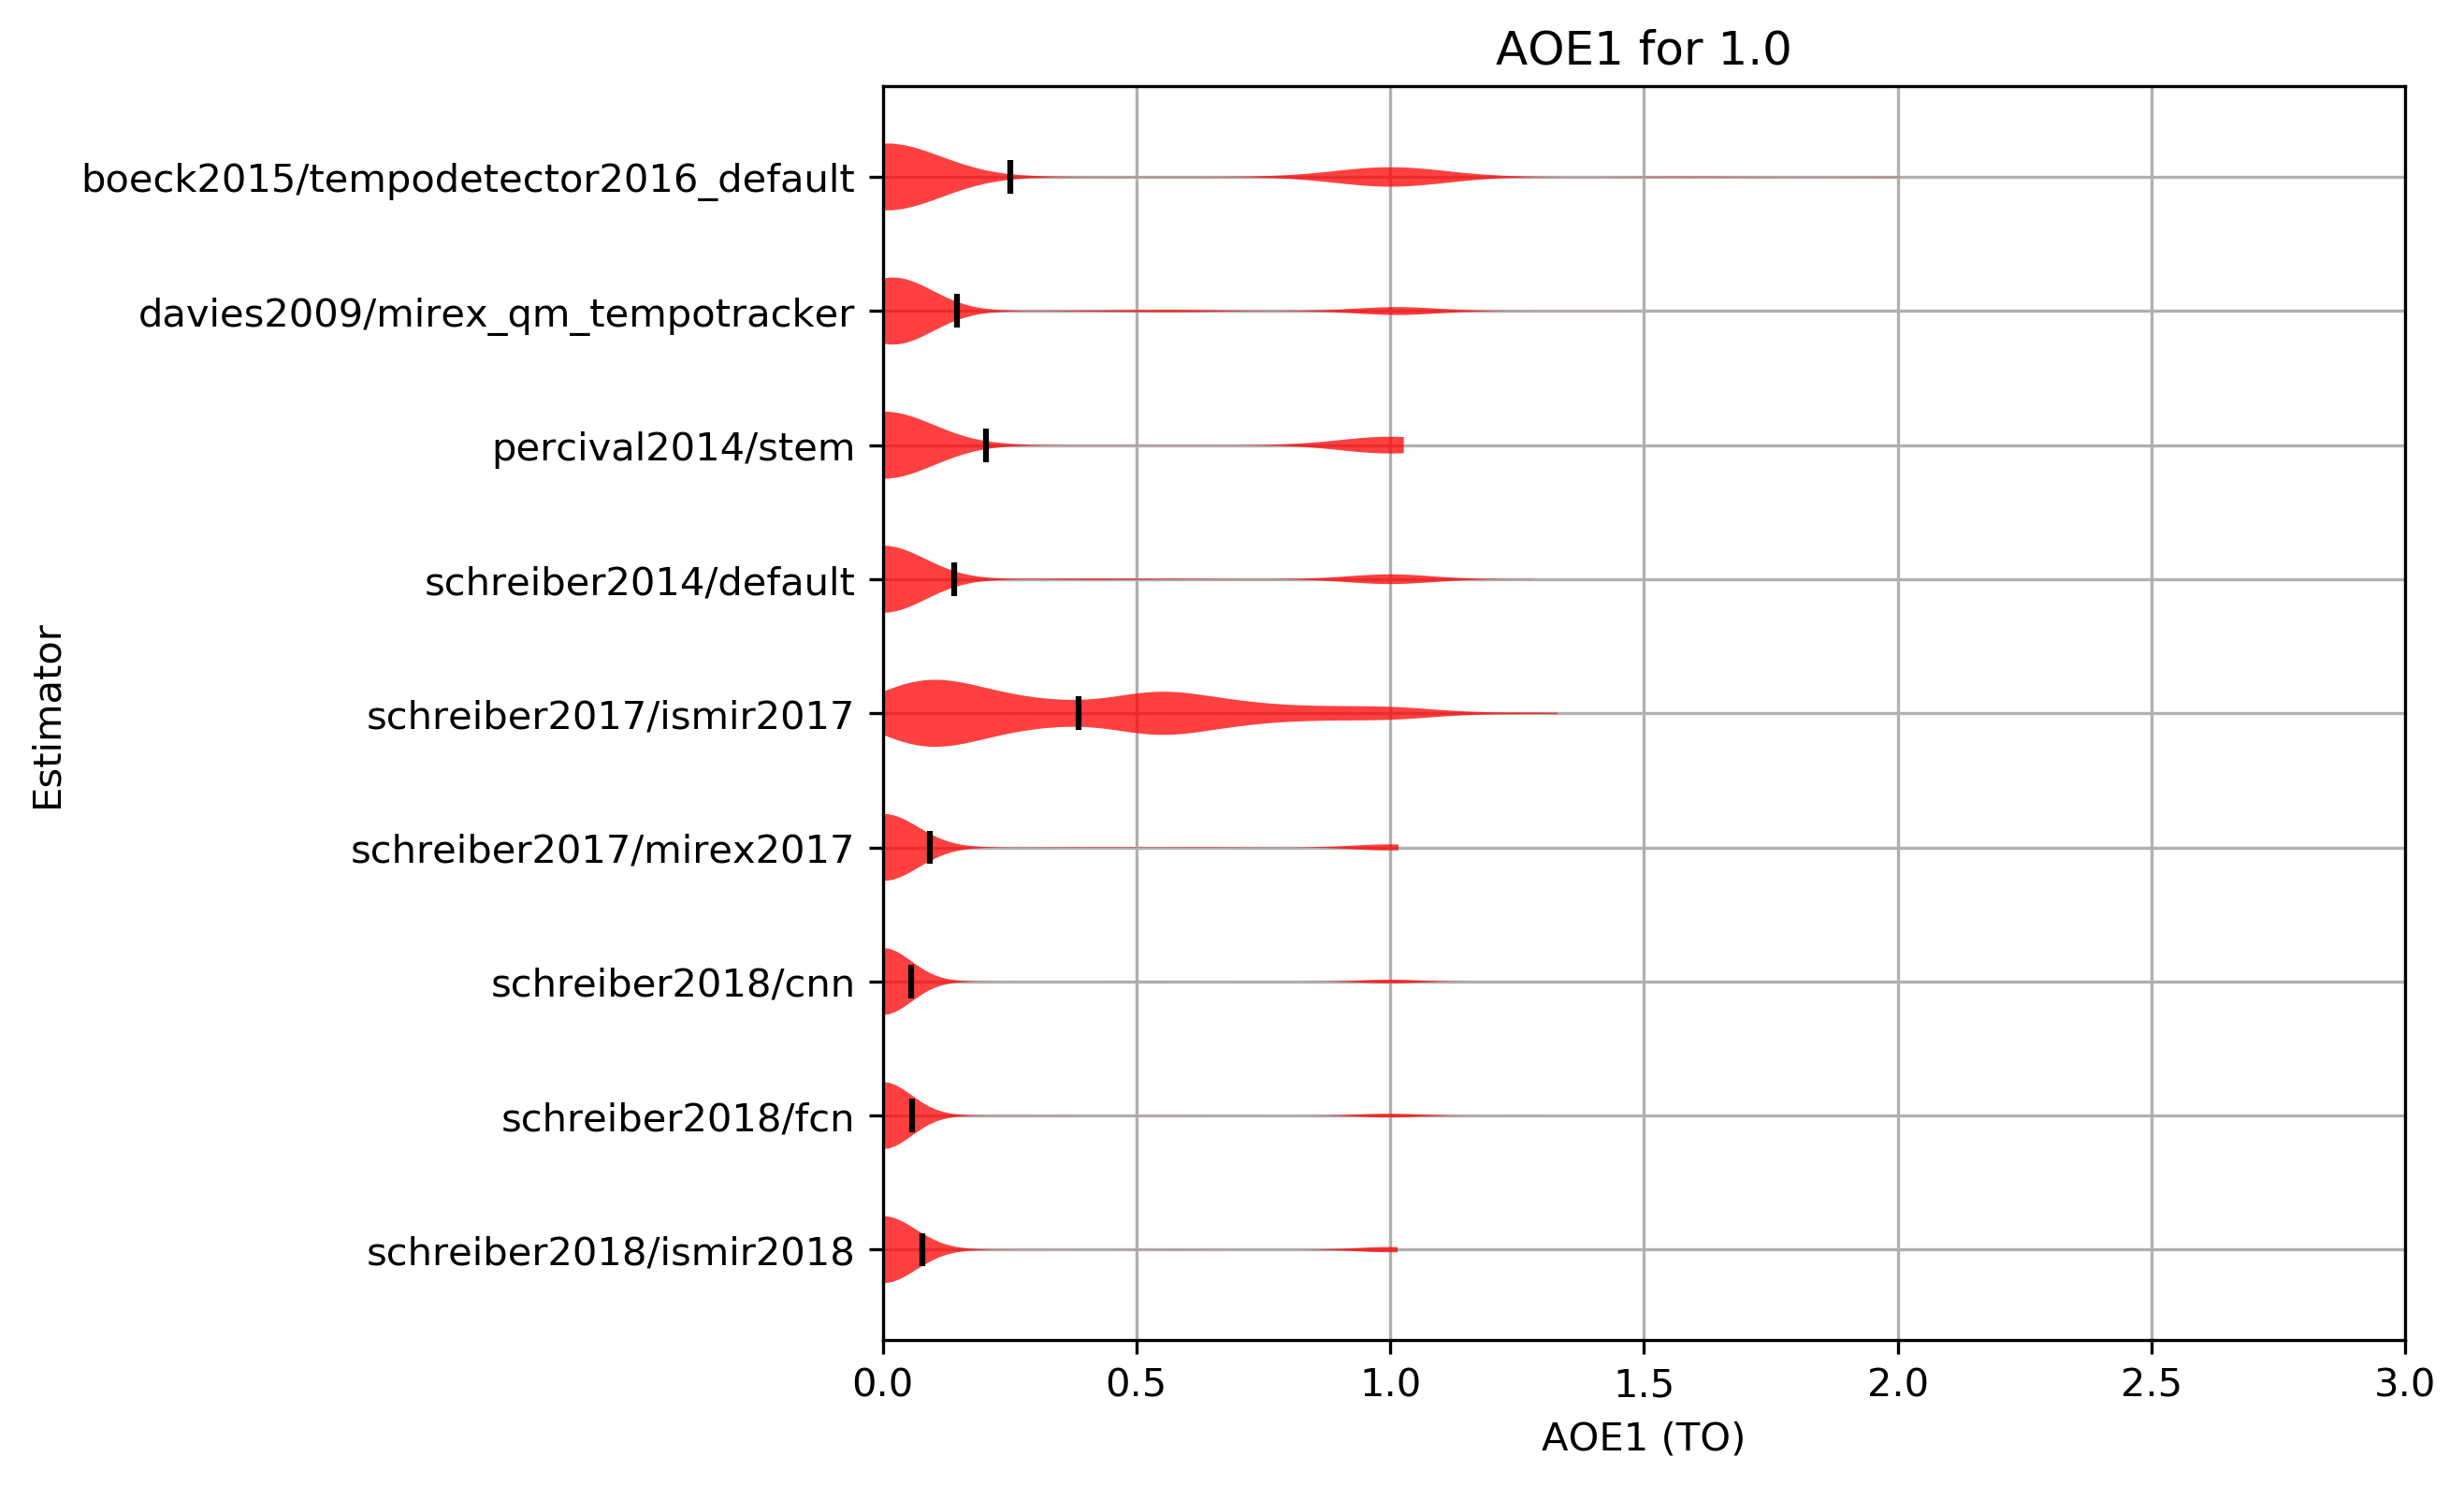 AOE1 for 1.0
boeck2015/tempodetector2016_default
davies2009/mirex_qm_tempotracker
percival2014/stem
schreiber2014/default
schreiber2017/ismir2017
schreiber2017/mirex2017
schreiber2018/cnn
schreiber2018/fcn
schreiber2018/ismir2018
Estimator
0.0 0.5 1.0 1.5 2.0 2.5 3.0
AOE1 (TO)